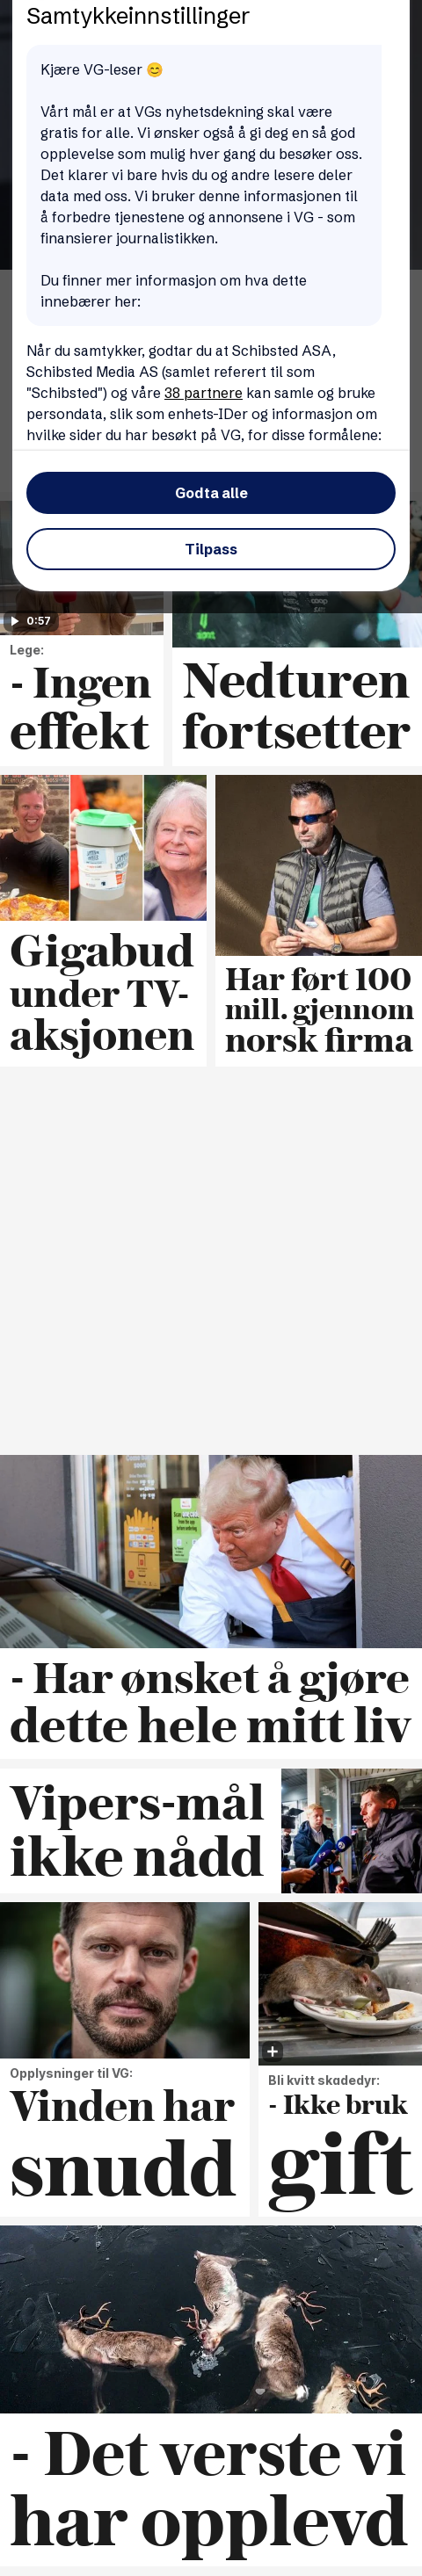 Samtykkeinnstillinger
Kjære VG-leser 😊
Vårt mål er at VGs nyhetsdekning skal være
gratis for alle. Vi ønsker også å gi deg en så god
opplevelse som mulig hver gang du besøker oss.
Det klarer vi bare hvis du og andre lesere deler
data med oss. Vi bruker denne informasjonen til
å forbedre tjenestene og annonsene i VG - som
finansierer journalistikken.
Du finner mer informasjon om hva dette
innebærer her:
Når du samtykker, godtar du at Schibsted ASA,
Schibsted Media AS (samlet referert til som
"Schibsted") og våre 38 partnere kan samle og bruke
persondata, slik som enhets-IDer og informasjon om
hvilke sider du har besøkt på VG, for disse formålene:
Godta alle
Tilpass
0:57
Lege:
- Ingen
effekt
Nedturen
fortsetter
Gigabud
under TV-
aksjonen
Har ført 100
mill. gjennom
norsk firma
- Har ønsket å gjøre
dette hele mitt liv
Vipers-mål
ikke nådd
Opplysninger til VG:
Vinden har
snudd
Bli kvitt skadedyr:
- Ikke bruk
gift
- Det verste vi
har opplevd